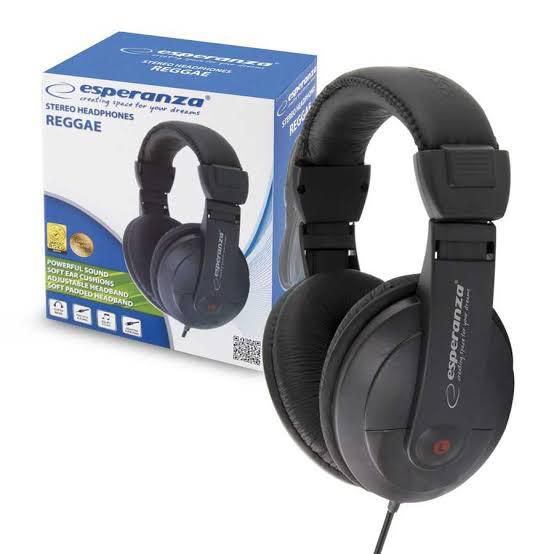 esperanza®
STEREO HEADPHONES
REGGAE
esperanza®
creating space for your dreams
STEREO HEADPHONES
REGGAE
POWERFUL SOUND
SOFT EAR CUSHIONS
ADJUSTABLE HEADBAND
SOFT PADDED HEADBAND
esperanza
esperanza®
creating space for your dreams
L